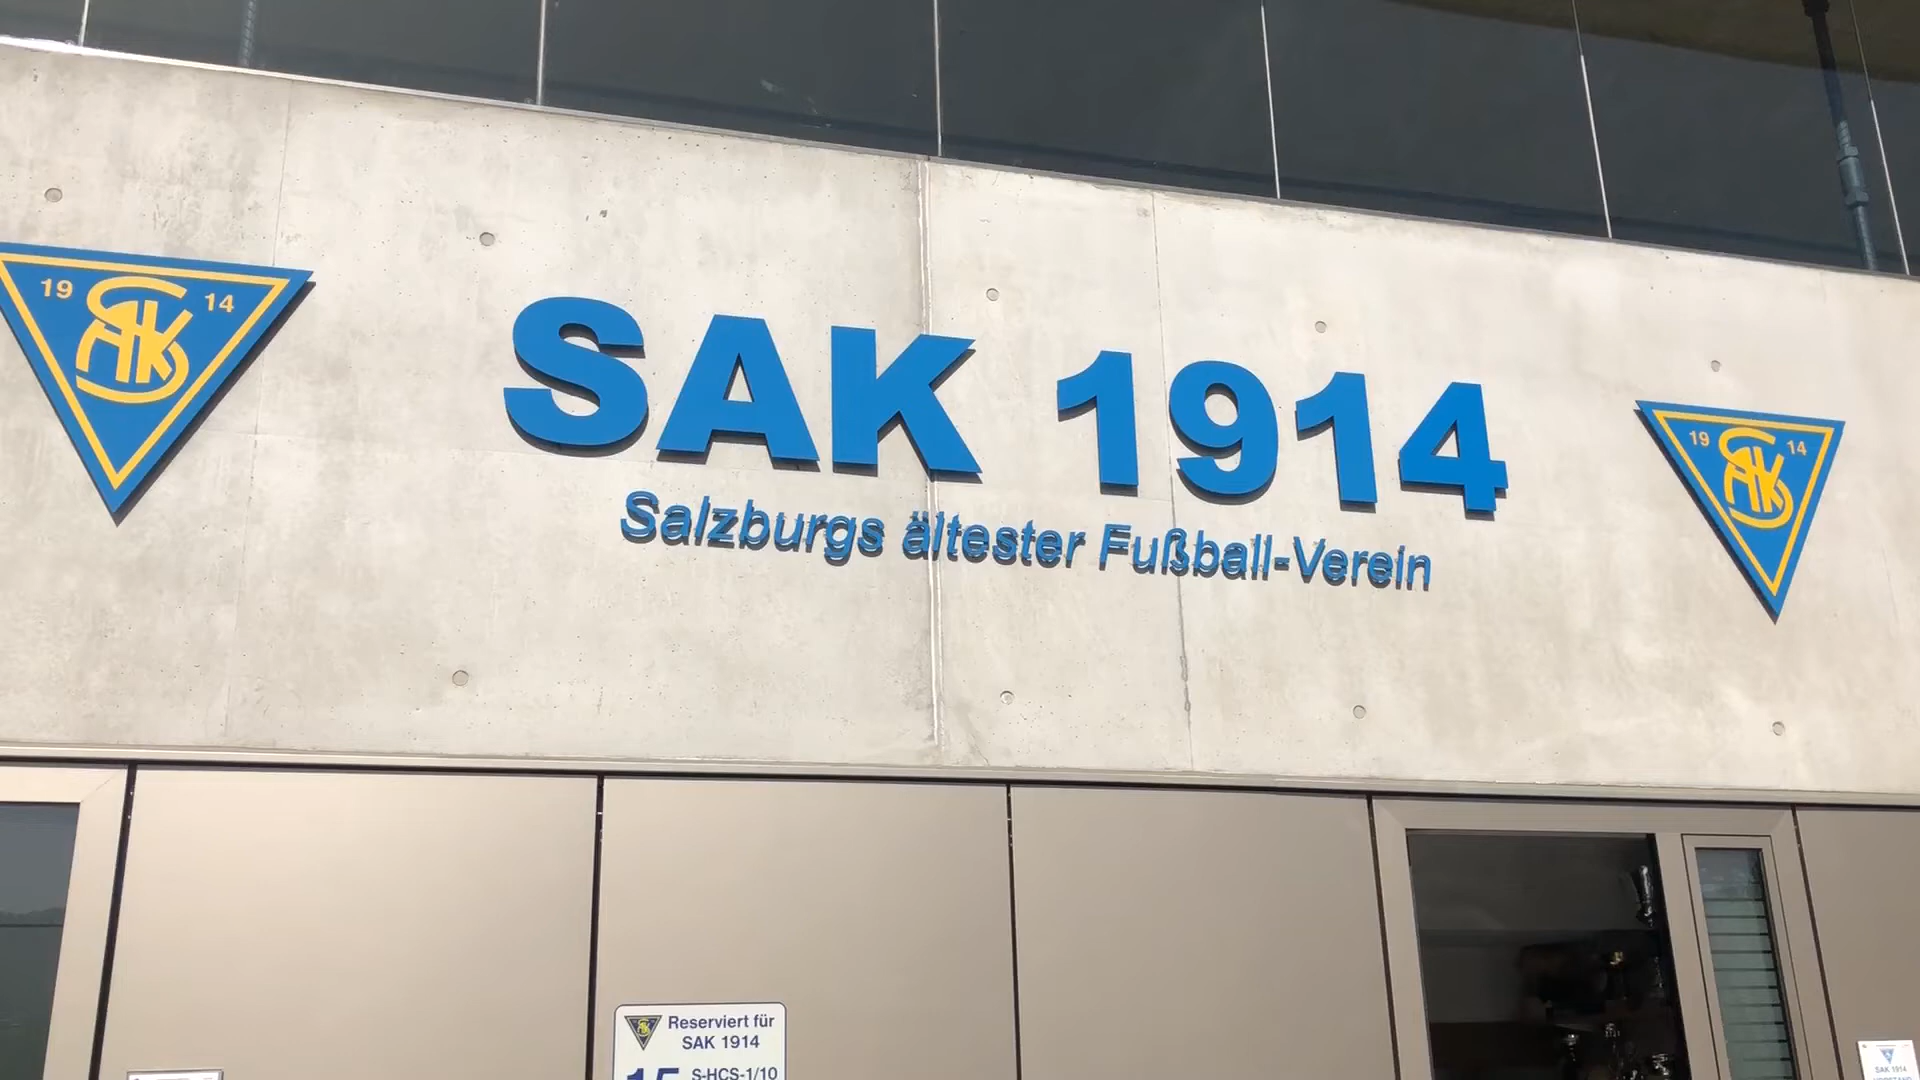 19 SAK 14
SAK 1914
Salzburgs ältester Fußball-Verein
19 SAK 14
Reserviert für
SAK 1914
15 S-HCS-1/10
SAK 1914